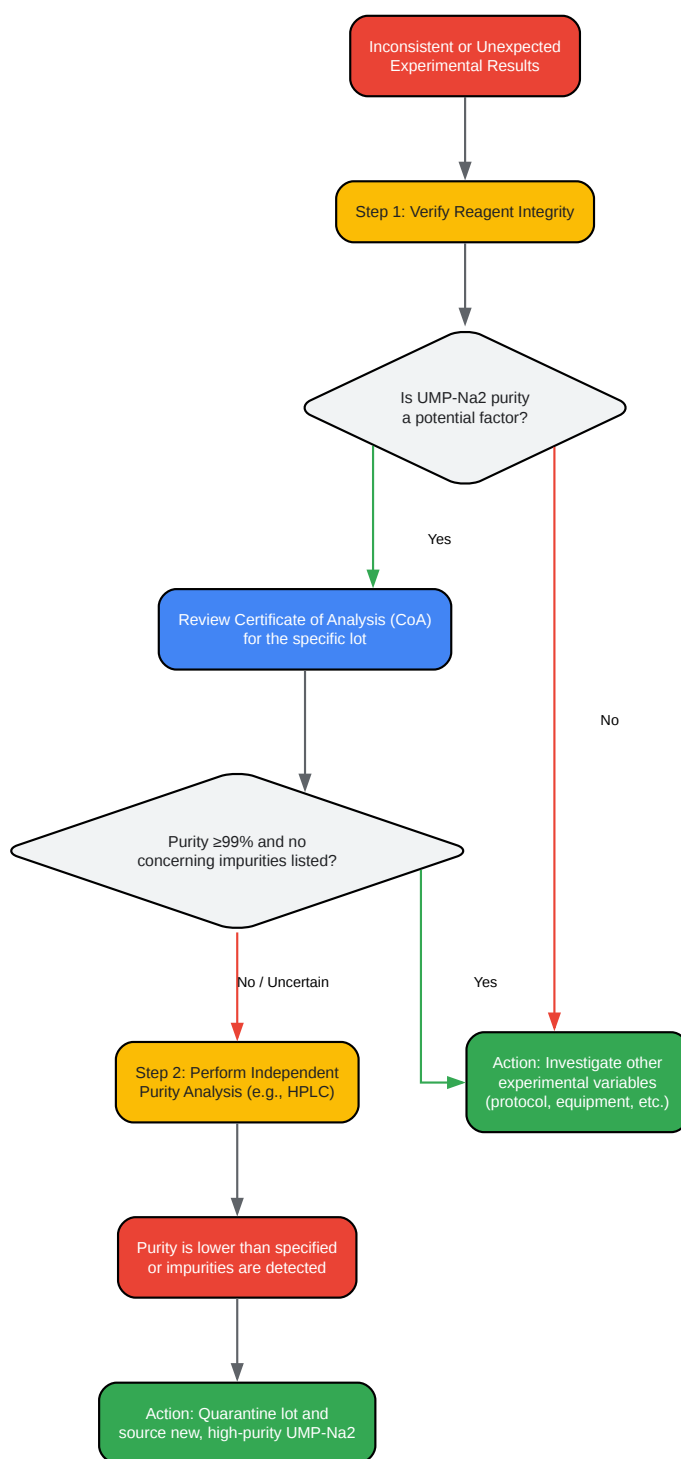 Inconsistent or Unexpected
Experimental Results
Step 1: Verify Reagent Integrity
Is UMP-Na2 purity
a potential factor?
Yes
Review Certificate of Analysis (CoA)
for the specific lot
No
Purity ≥99% and no
concerning impurities listed?
No / Uncertain
Yes
Step 2: Perform Independent
Purity Analysis (e.g., HPLC)
Action: Investigate other
experimental variables
(protocol, equipment, etc.)
Purity is lower than specified
or impurities are detected
Action: Quarantine lot and
source new, high-purity UMP-Na2